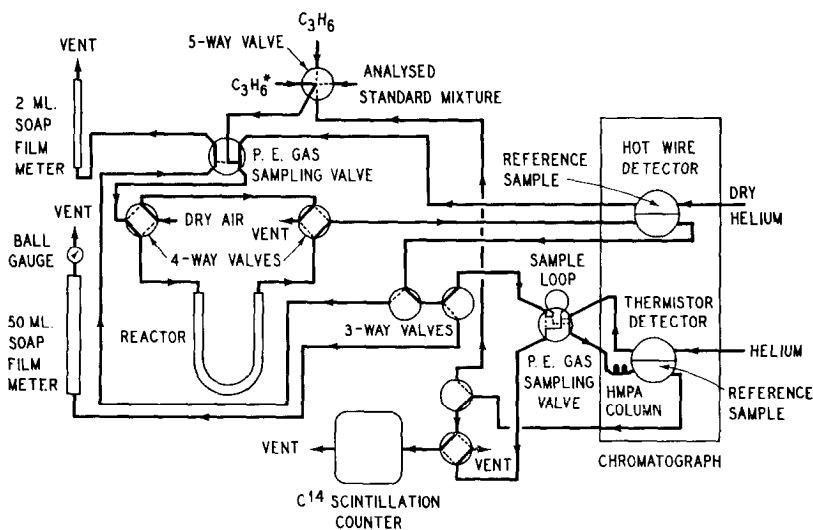 C3H6
5-WAY VALVE
VENT
C3H6*
ANALYSED
STANDARD MIXTURE
2 ML.
SOAP
FILM
METER
P. E. GAS
SAMPLING VALVE
REFERENCE
SAMPLE
HOT WIRE
DETECTOR
DRY
HELIUM
VENT
DRY AIR
VENT
BALL
GAUGE
4-WAY VALVES
SAMPLE
LOOP
THERMISTOR
DETECTOR
REACTOR
3-WAY VALVES
50 ML.
SOAP
FILM
METER
HELIUM
P. E. GAS
SAMPLING
VALVE
HMPA
COLUMN
REFERENCE
SAMPLE
VENT
VENT
CHROMATOGRAPH
C14 SCINTILLATION
COUNTER